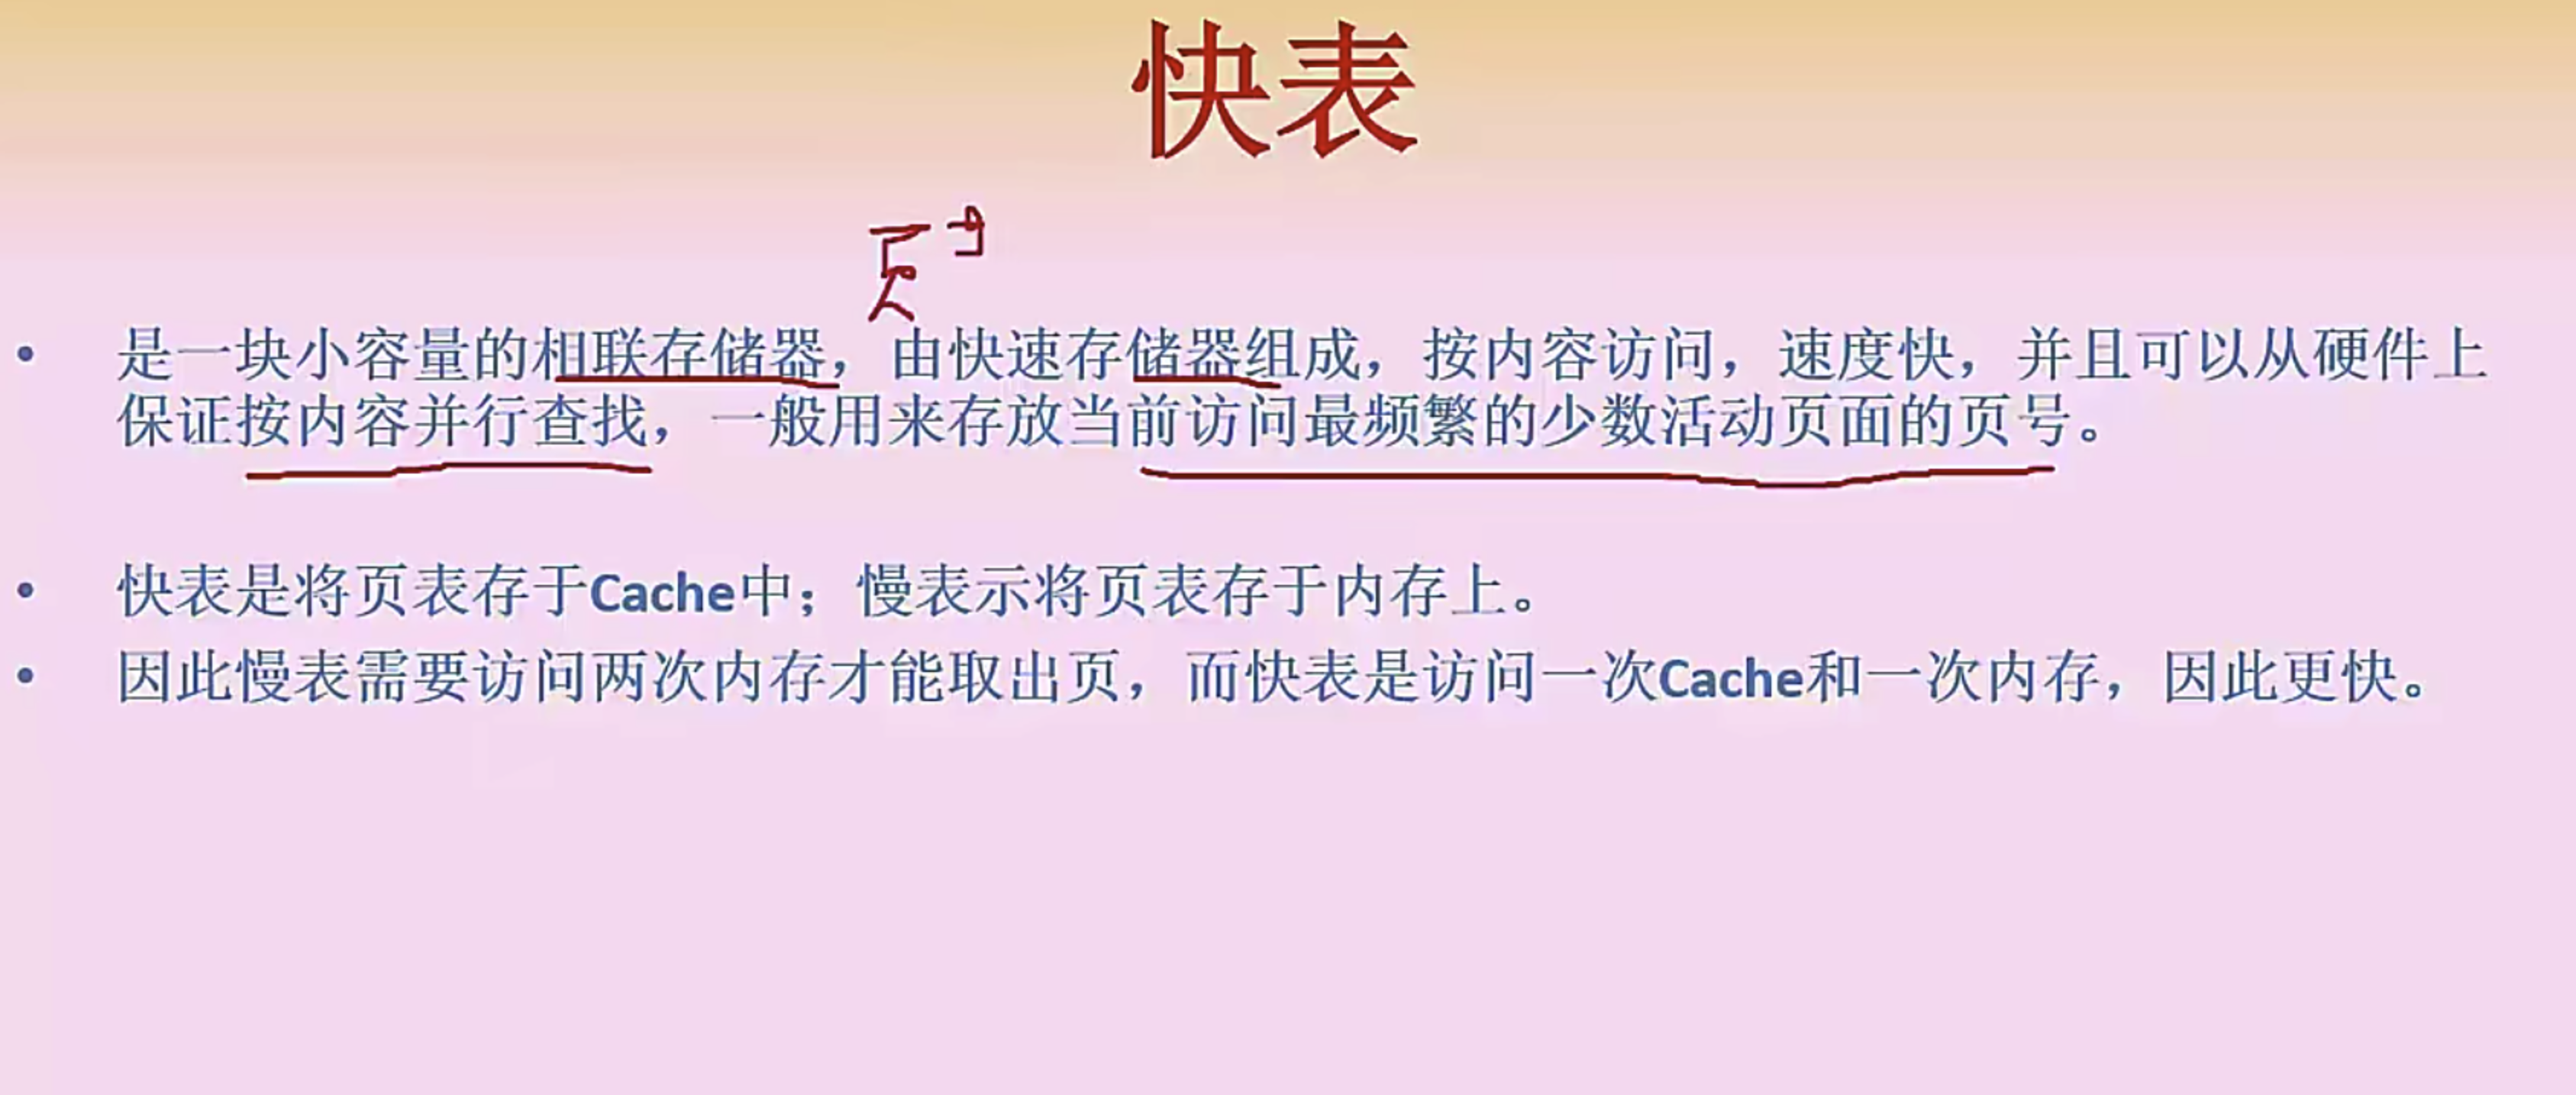 快表
页号
• 是一块小容量的相联存储器，由快速存储器组成，按内容访问，速度快，并且可以从硬件上
保证按内容并行查找，一般用来存放当前访问最频繁的少数活动页面的页号。
• 快表是将页表存于Cache中；慢表示将页表存于内存上。
• 因此慢表需要访问两次内存才能取出页，而快表是访问一次Cache和一次内存，因此更快。